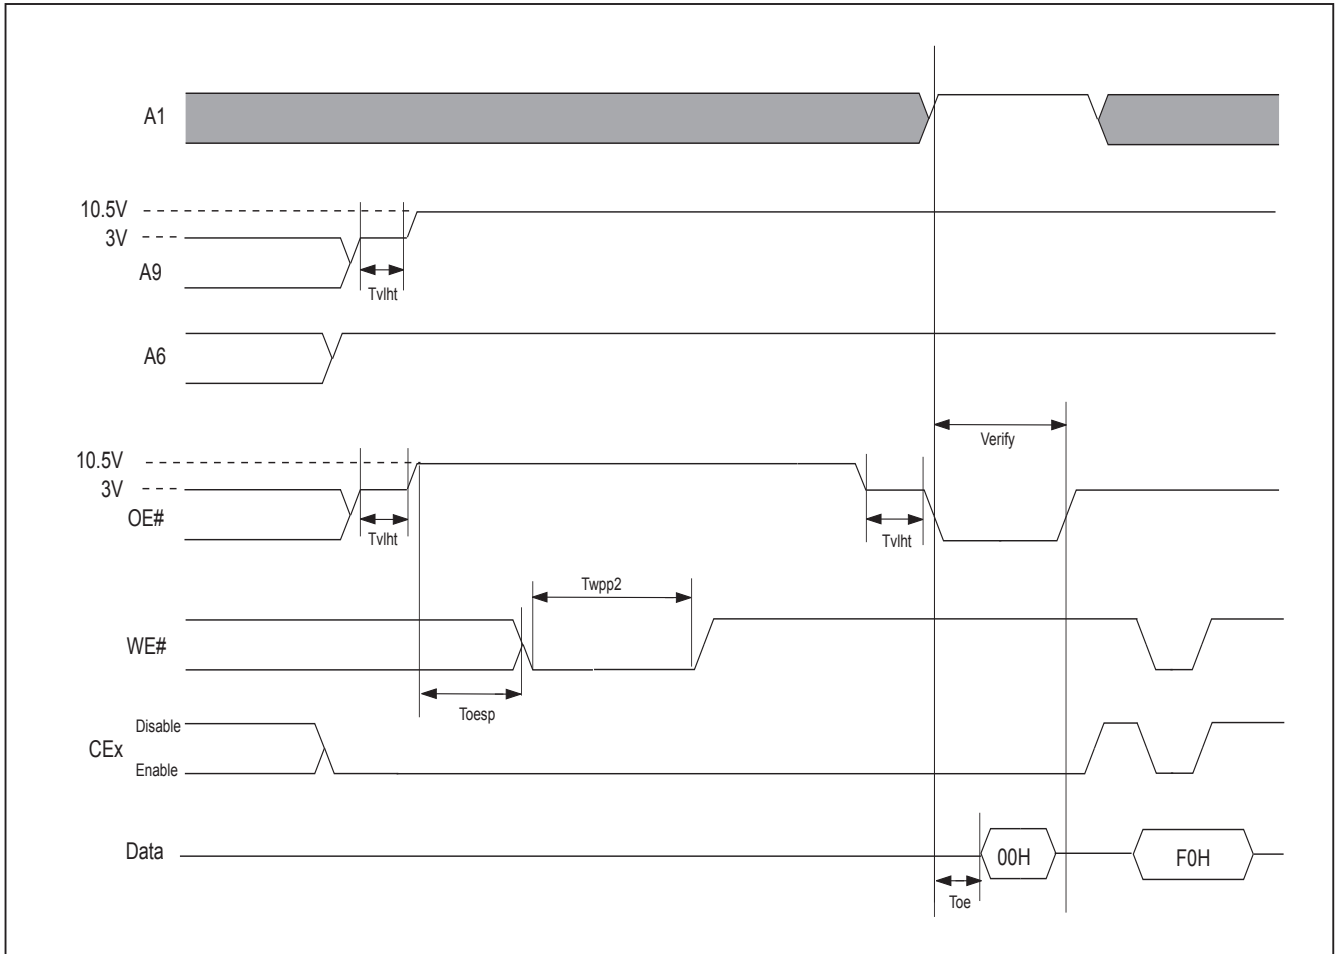 A1
10.5V
3V
A9
Tvlht
A6
Verify
10.5V
3V
OE#
Tvlht
Tvlht
Twpp2
WE#
Toesp
Disable
CEx
Enable
Data
00H
F0H
Toe